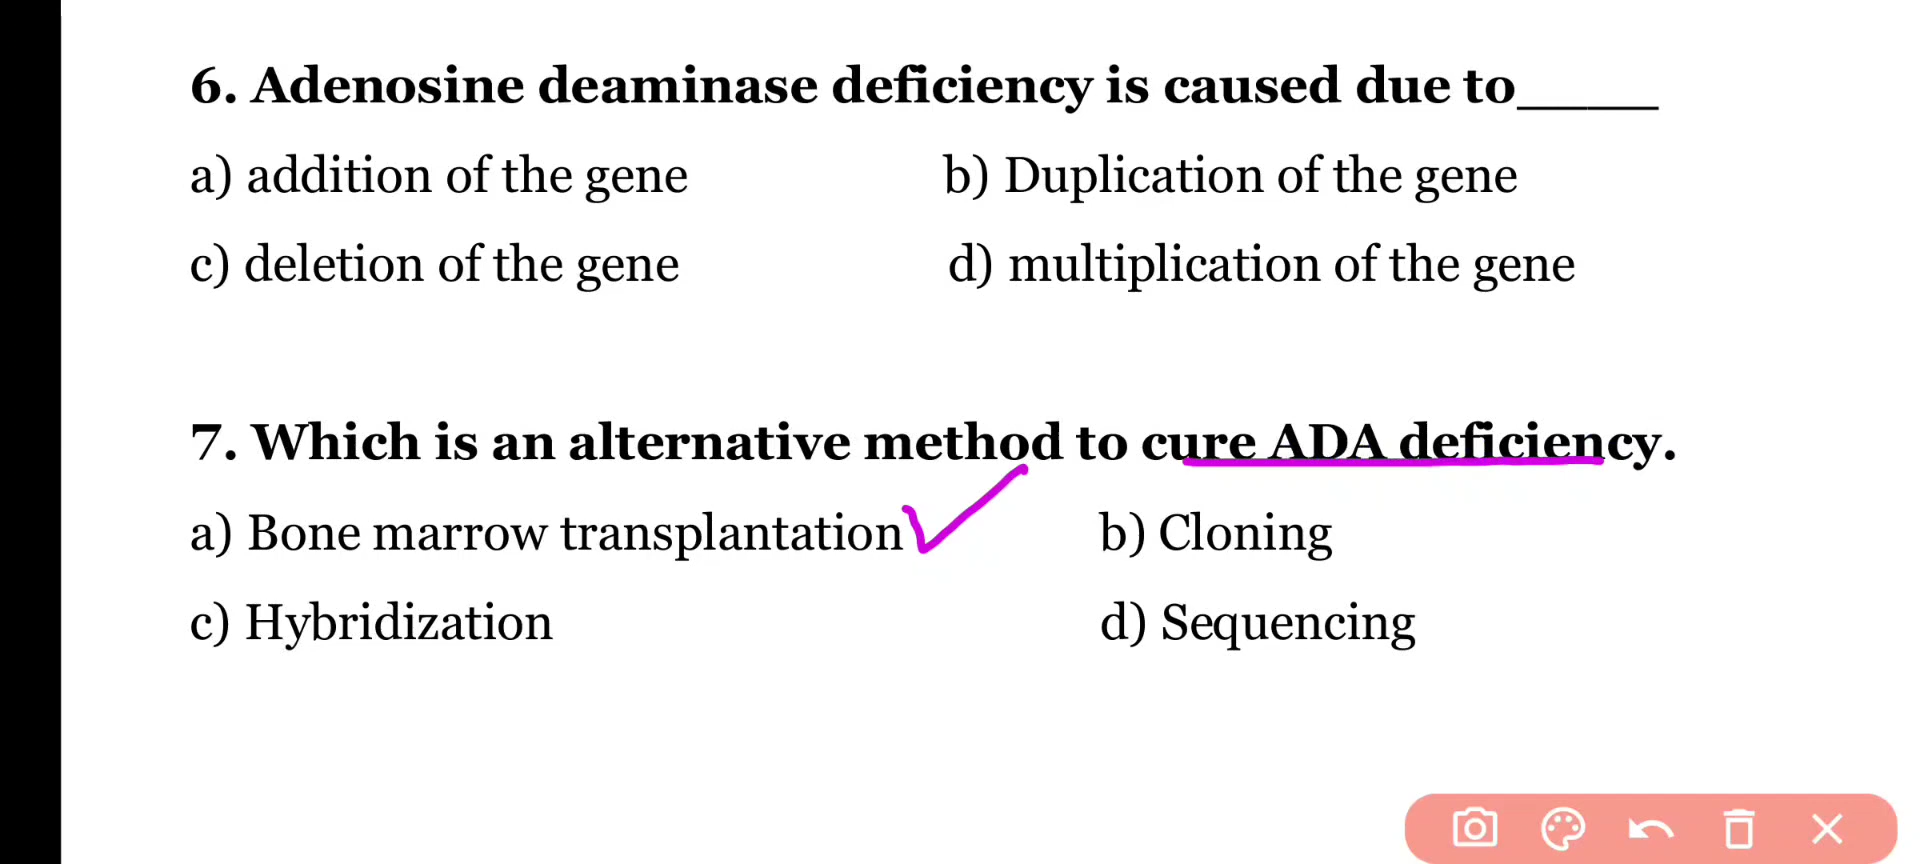 6. Adenosine deaminase deficiency is caused due to____
a) addition of the gene b) Duplication of the gene
c) deletion of the gene d) multiplication of the gene
7. Which is an alternative method to cure ADA deficiency.
a) Bone marrow transplantation b) Cloning
c) Hybridization d) Sequencing